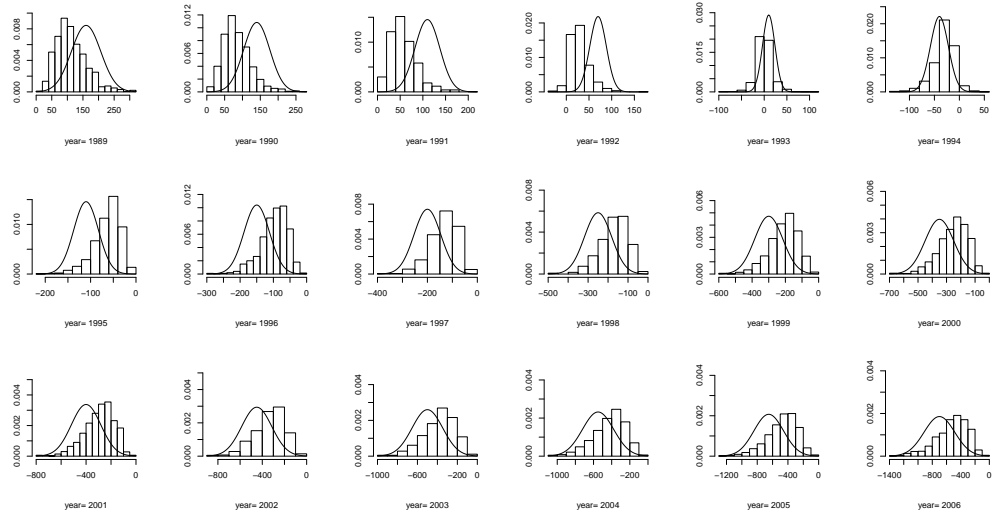 0.000 0.004 0.008
0 50 150 250
year= 1989
0.000 0.004 0.008 0.012
0 50 150 250
year= 1990
0.000 0.010
0 50 100 200
year= 1991
0.000 0.010 0.020
0 50 100 150
year= 1992
0.000 0.015 0.030
−100 0 50 100
year= 1993
0.000 0.010 0.020
−100 −50 0 50
year= 1994
0.000 0.010
−200 −100 0
year= 1995
0.000 0.004 0.008 0.012
−300 −200 −100 0
year= 1996
0.000 0.004 0.008
−400 −200 0
year= 1997
0.000 0.004 0.008
−500 −300 −100 0
year= 1998
0.000 0.003 0.006
−600 −400 −200 0
year= 1999
0.000 0.003 0.006
−700 −500 −300 −100 0
year= 2000
0.000 0.002 0.004
−800 −600 −400 −200 0
year= 2001
0.000 0.002 0.004
−800 −400 0
year= 2002
0.000 0.002 0.004
−1000 −600 −200 0
year= 2003
0.000 0.002 0.004
−1000 −600 −200
year= 2004
0.000 0.002 0.004
−1200 −800 −400 0
year= 2005
0.000 0.002 0.004
−1400 −800 −400 0
year= 2006